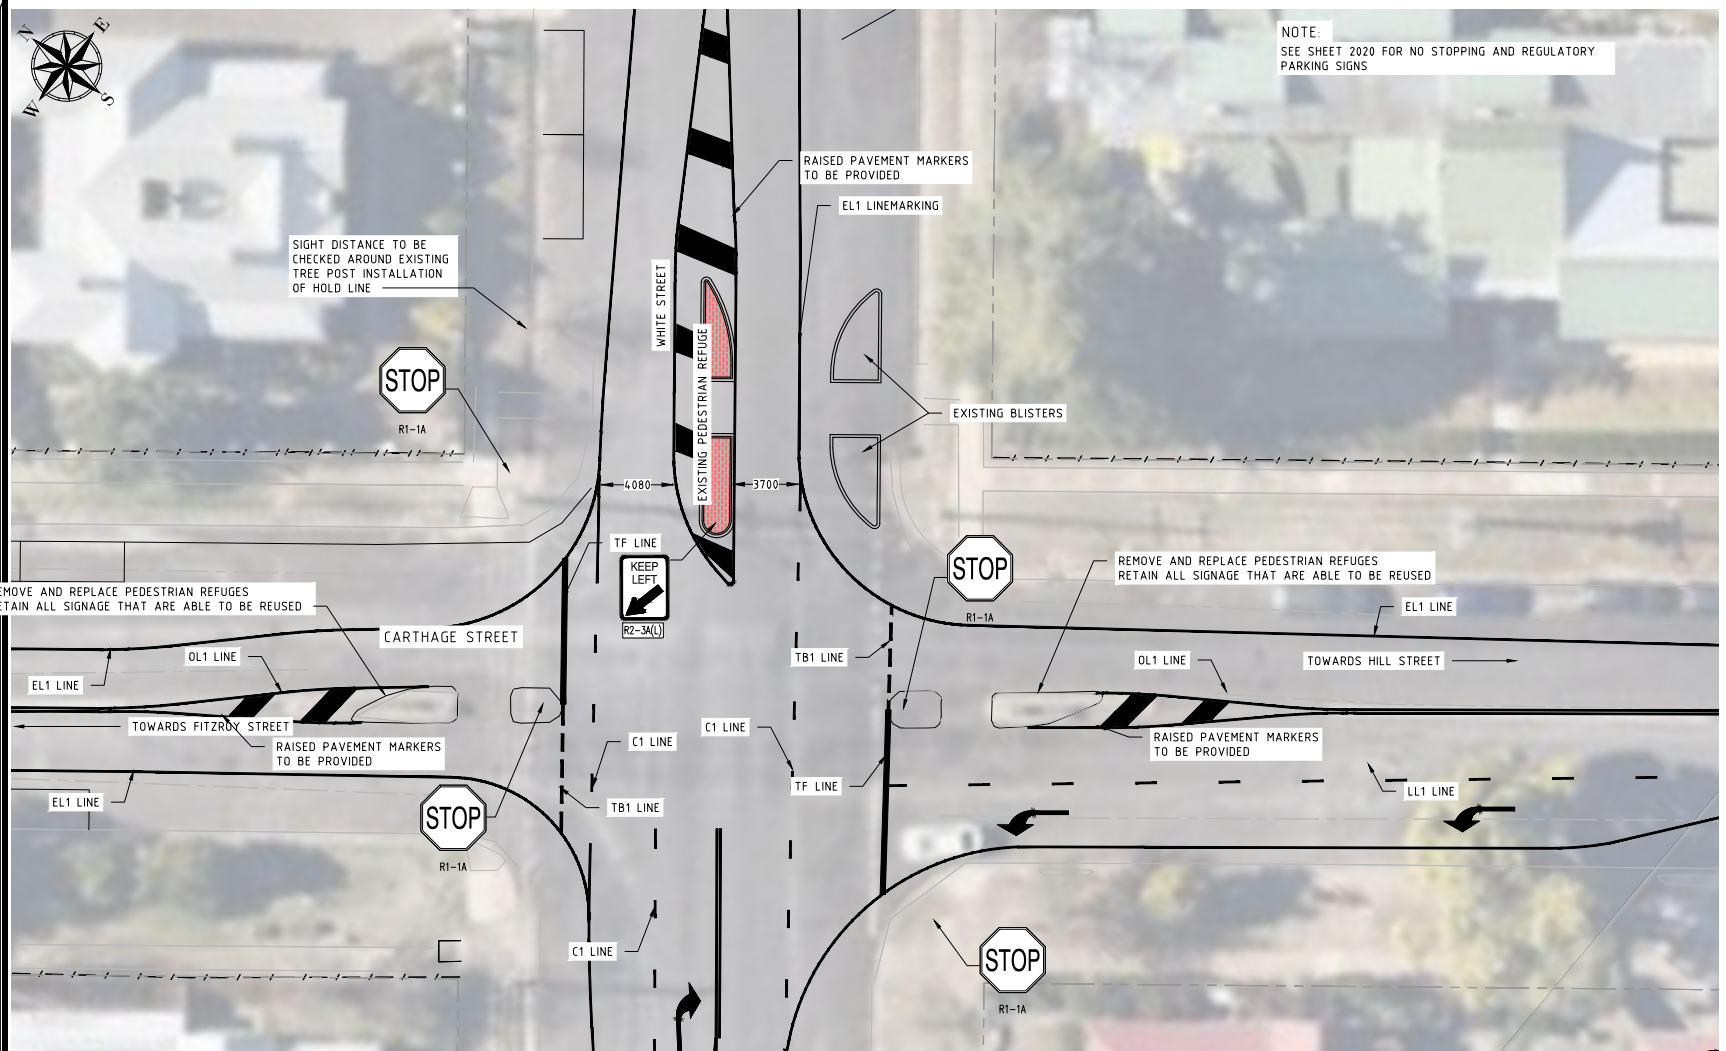 N
E
W
S
NOTE:
SEE SHEET 2020 FOR NO STOPPING AND REGULATORY
PARKING SIGNS
RAISED PAVEMENT MARKERS
TO BE PROVIDED
EL1 LINEMARKING
SIGHT DISTANCE TO BE
CHECKED AROUND EXISTING
TREE POST INSTALLATION
OF HOLD LINE
WHITE STREET
EXISTING PEDESTRIAN REFUGE
STOP
R1-1A
EXISTING BLISTERS
4080
3700
TF LINE
KEEP
LEFT
R2-3A(L)
STOP
R1-1A
REMOVE AND REPLACE PEDESTRIAN REFUGES
RETAIN ALL SIGNAGE THAT ARE ABLE TO BE REUSED
EMOVE AND REPLACE PEDESTRIAN REFUGES
ETAIN ALL SIGNAGE THAT ARE ABLE TO BE REUSED
EL1 LINE
CARTHAGE STREET
OL1 LINE
TB1 LINE
OL1 LINE
TOWARDS HILL STREET
EL1 LINE
TOWARDS FITZROY STREET
C1 LINE
C1 LINE
RAISED PAVEMENT MARKERS
TO BE PROVIDED
RAISED PAVEMENT MARKERS
TO BE PROVIDED
TF LINE
LL1 LINE
EL1 LINE
TB1 LINE
STOP
R1-1A
C1 LINE
STOP
R1-1A